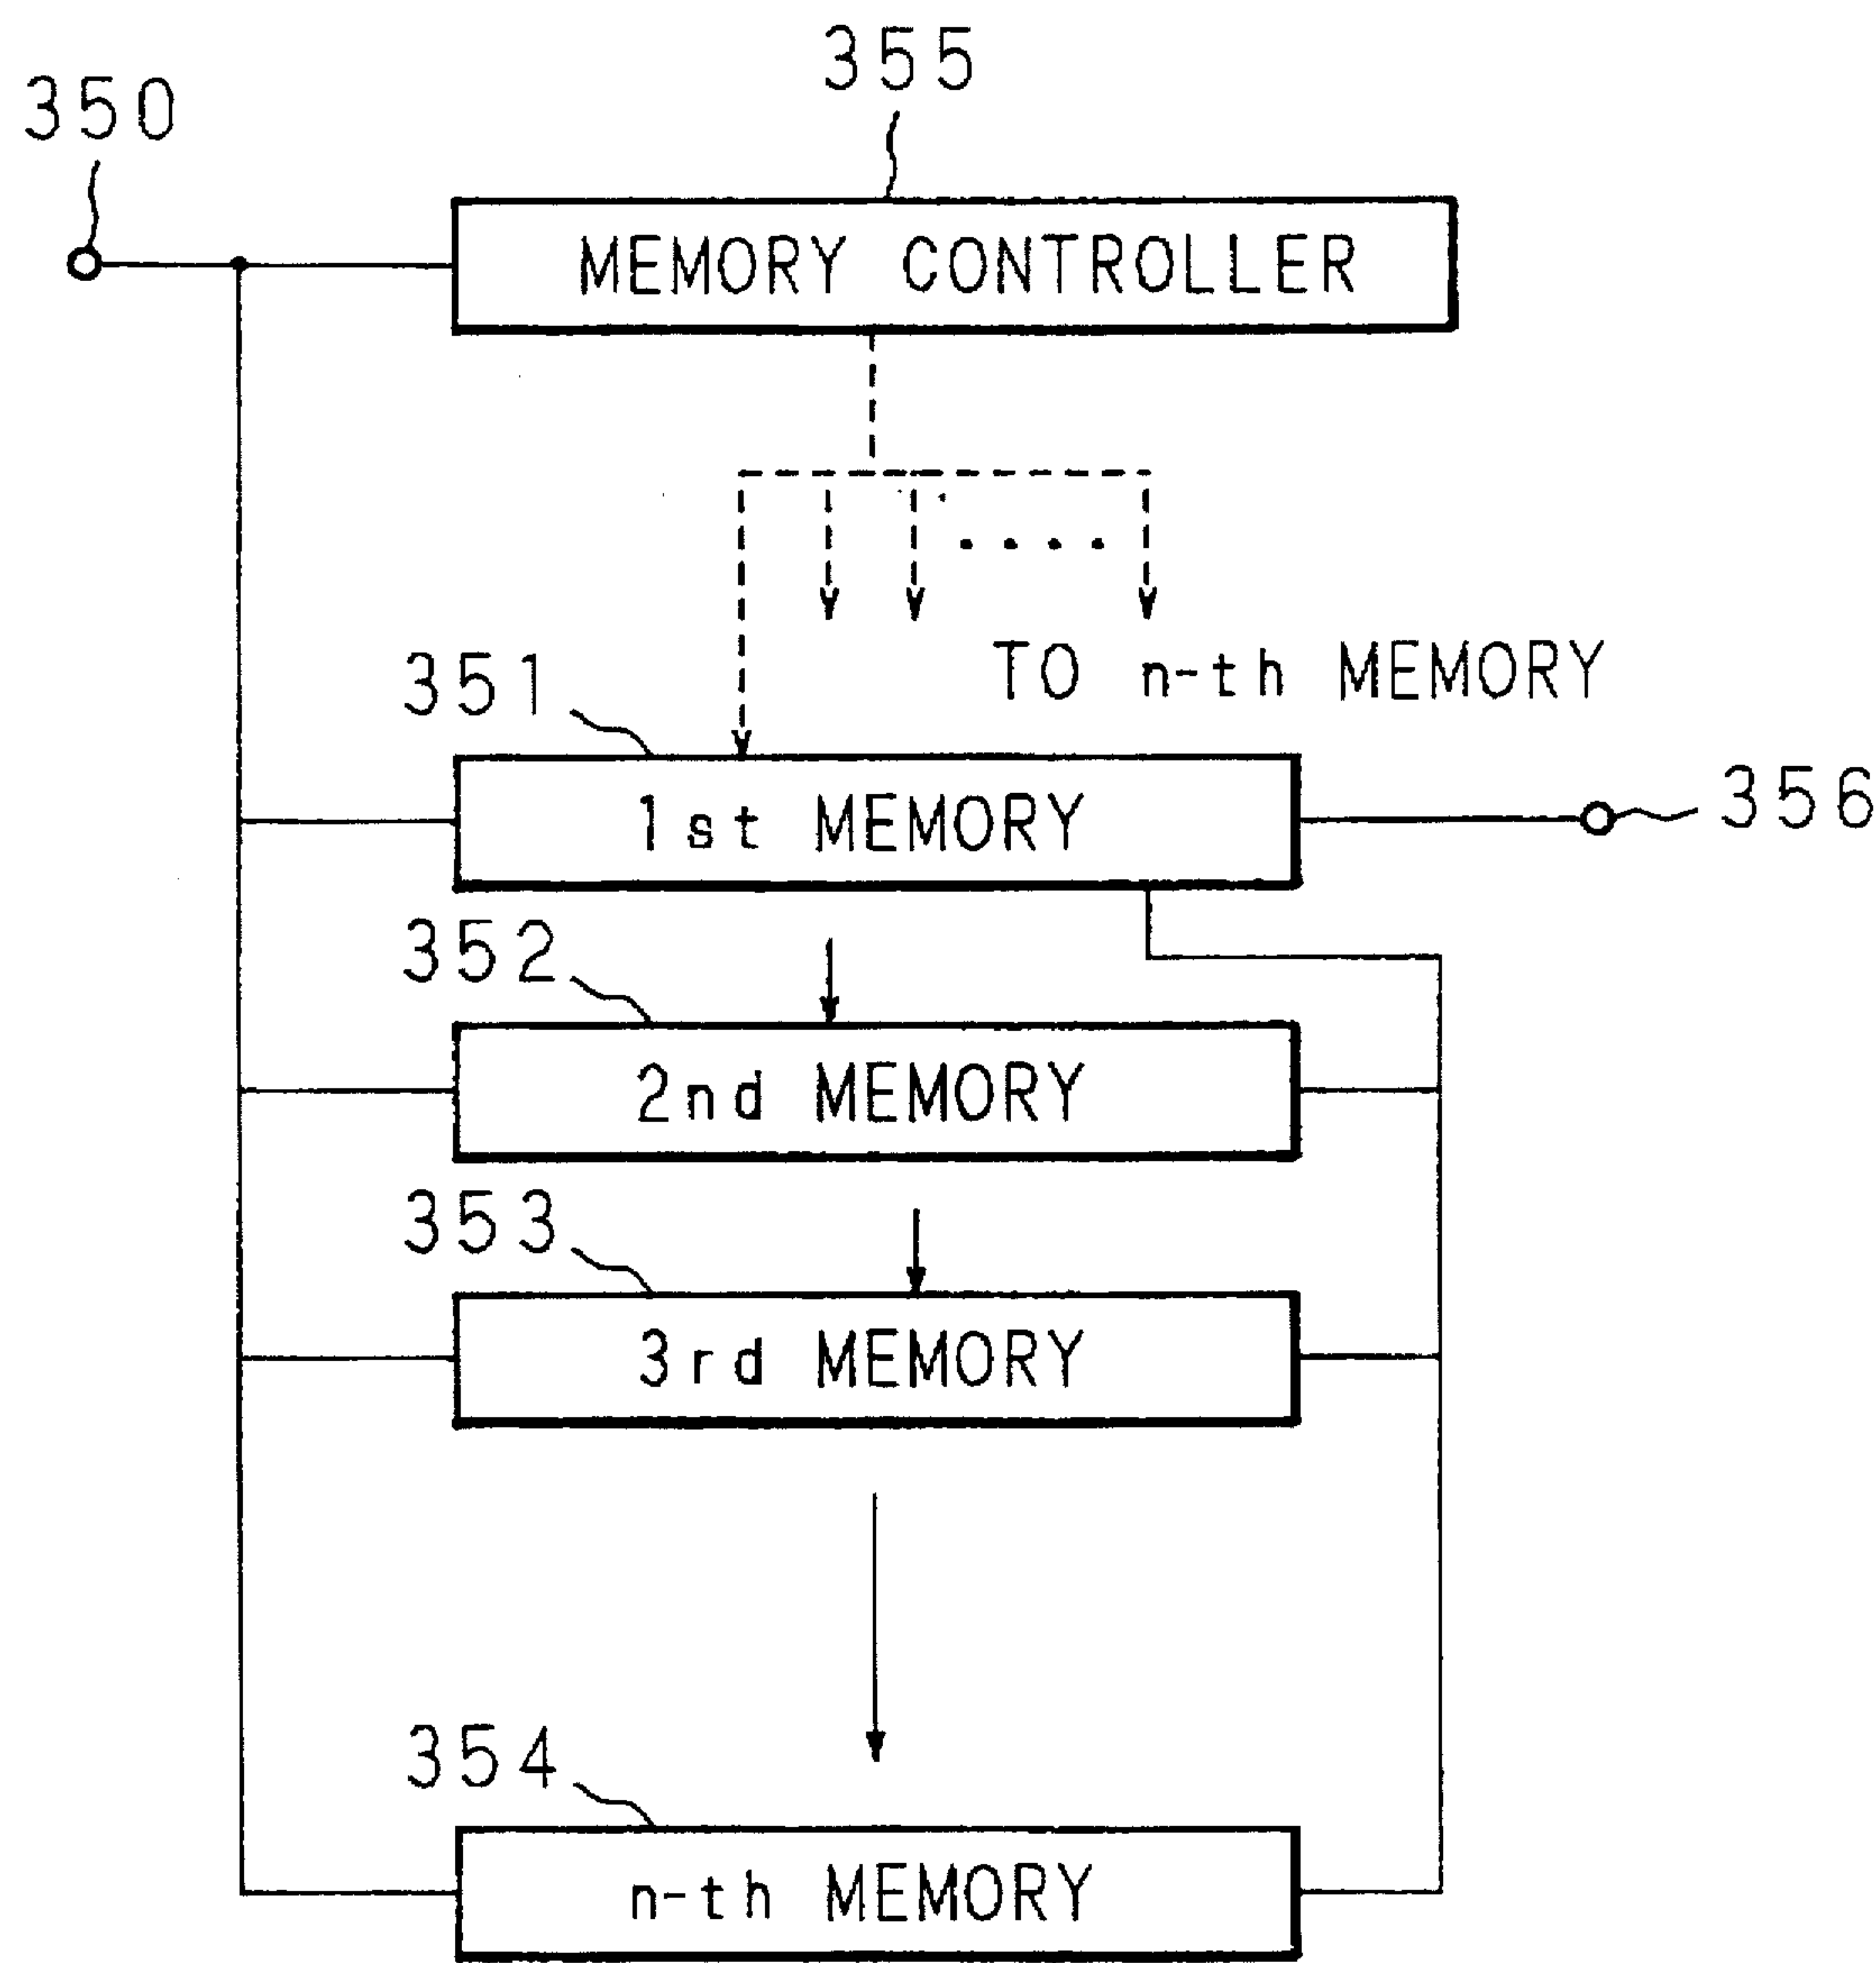 355
350
MEMORY CONTROLLER
TO n-th MEMORY
351
1st MEMORY
356
352
2nd MEMORY
353
3rd MEMORY
354
n-th MEMORY